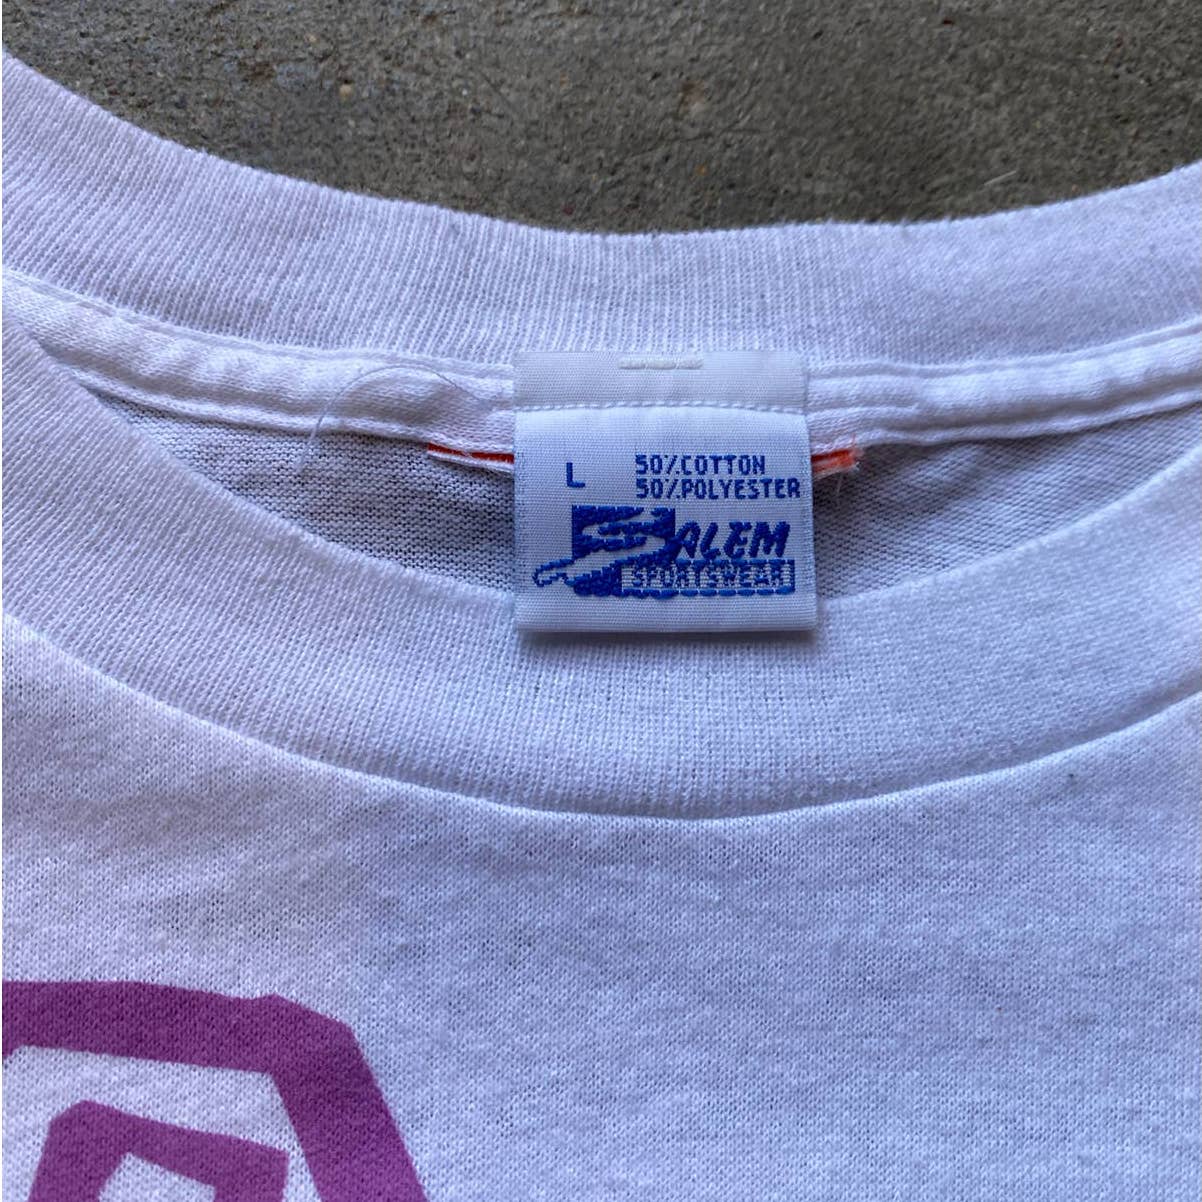 L
50%COTTON
50%POLYESTER
SALEM
SPORTSWEAR